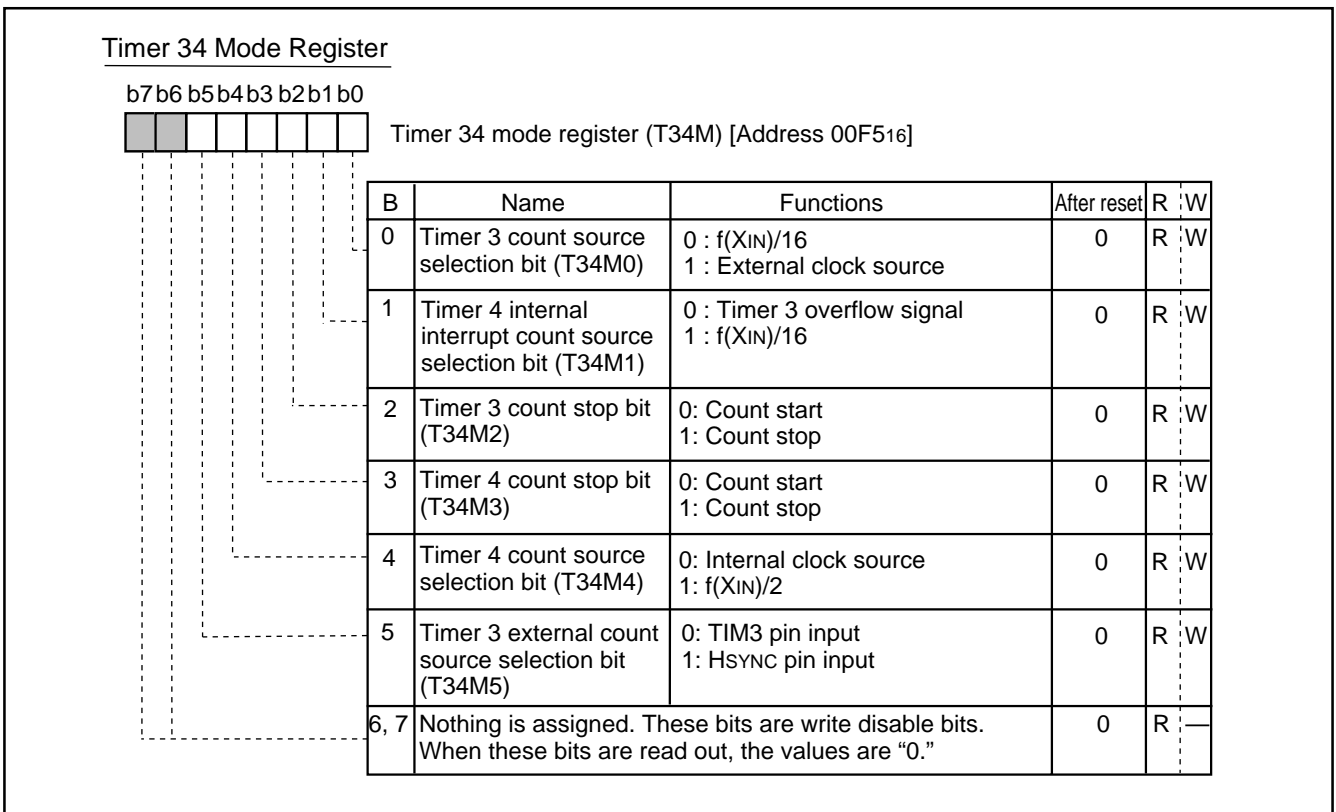 Timer 34 Mode Register
b7 b6 b5 b4 b3 b2 b1 b0
Timer 34 mode register (T34M) [Address 00F516]
B Name Functions After reset R W
0 Timer 3 count source selection bit (T34M0) 0 : f(XIN)/16 1 : External clock source 0 R W
1 Timer 4 internal interrupt count source selection bit (T34M1) 0 : Timer 3 overflow signal 1 : f(XIN)/16 0 R W
2 Timer 3 count stop bit (T34M2) 0: Count start 1: Count stop 0 R W
3 Timer 4 count stop bit (T34M3) 0: Count start 1: Count stop 0 R W
4 Timer 4 count source selection bit (T34M4) 0: Internal clock source 1: f(XIN)/2 0 R W
5 Timer 3 external count source selection bit (T34M5) 0: TIM3 pin input 1: HSYNC pin input 0 R W
6, 7 Nothing is assigned. These bits are write disable bits. When these bits are read out, the values are “0.” 0 R —